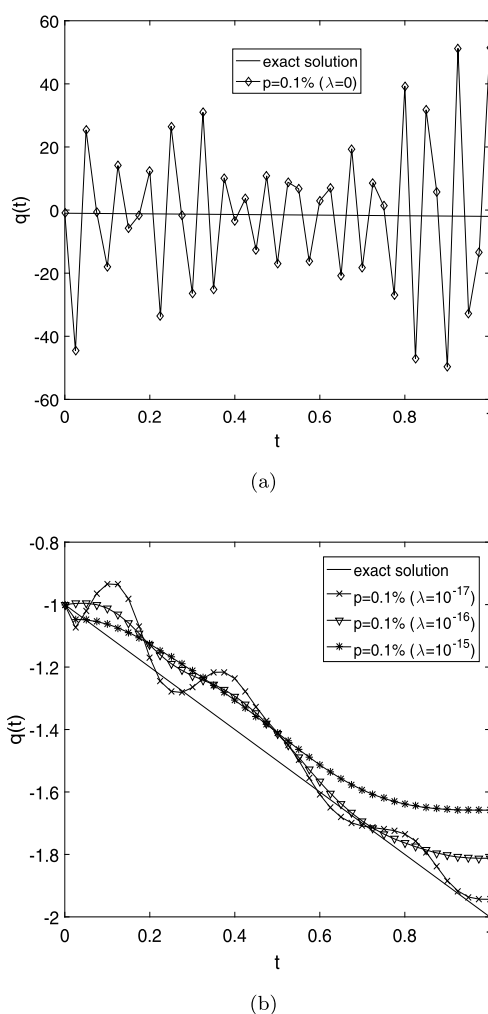 60
40
20
0
-20
-40
-60
q(t)
exact solution
p=0.1% (λ=0)
0
0.2
0.4
0.6
0.8
1
t
(a)
-0.8
-1
-1.2
-1.4
-1.6
-1.8
-2
q(t)
exact solution
p=0.1% (λ=10^-17)
p=0.1% (λ=10^-16)
p=0.1% (λ=10^-15)
0
0.2
0.4
0.6
0.8
1
t
(b)